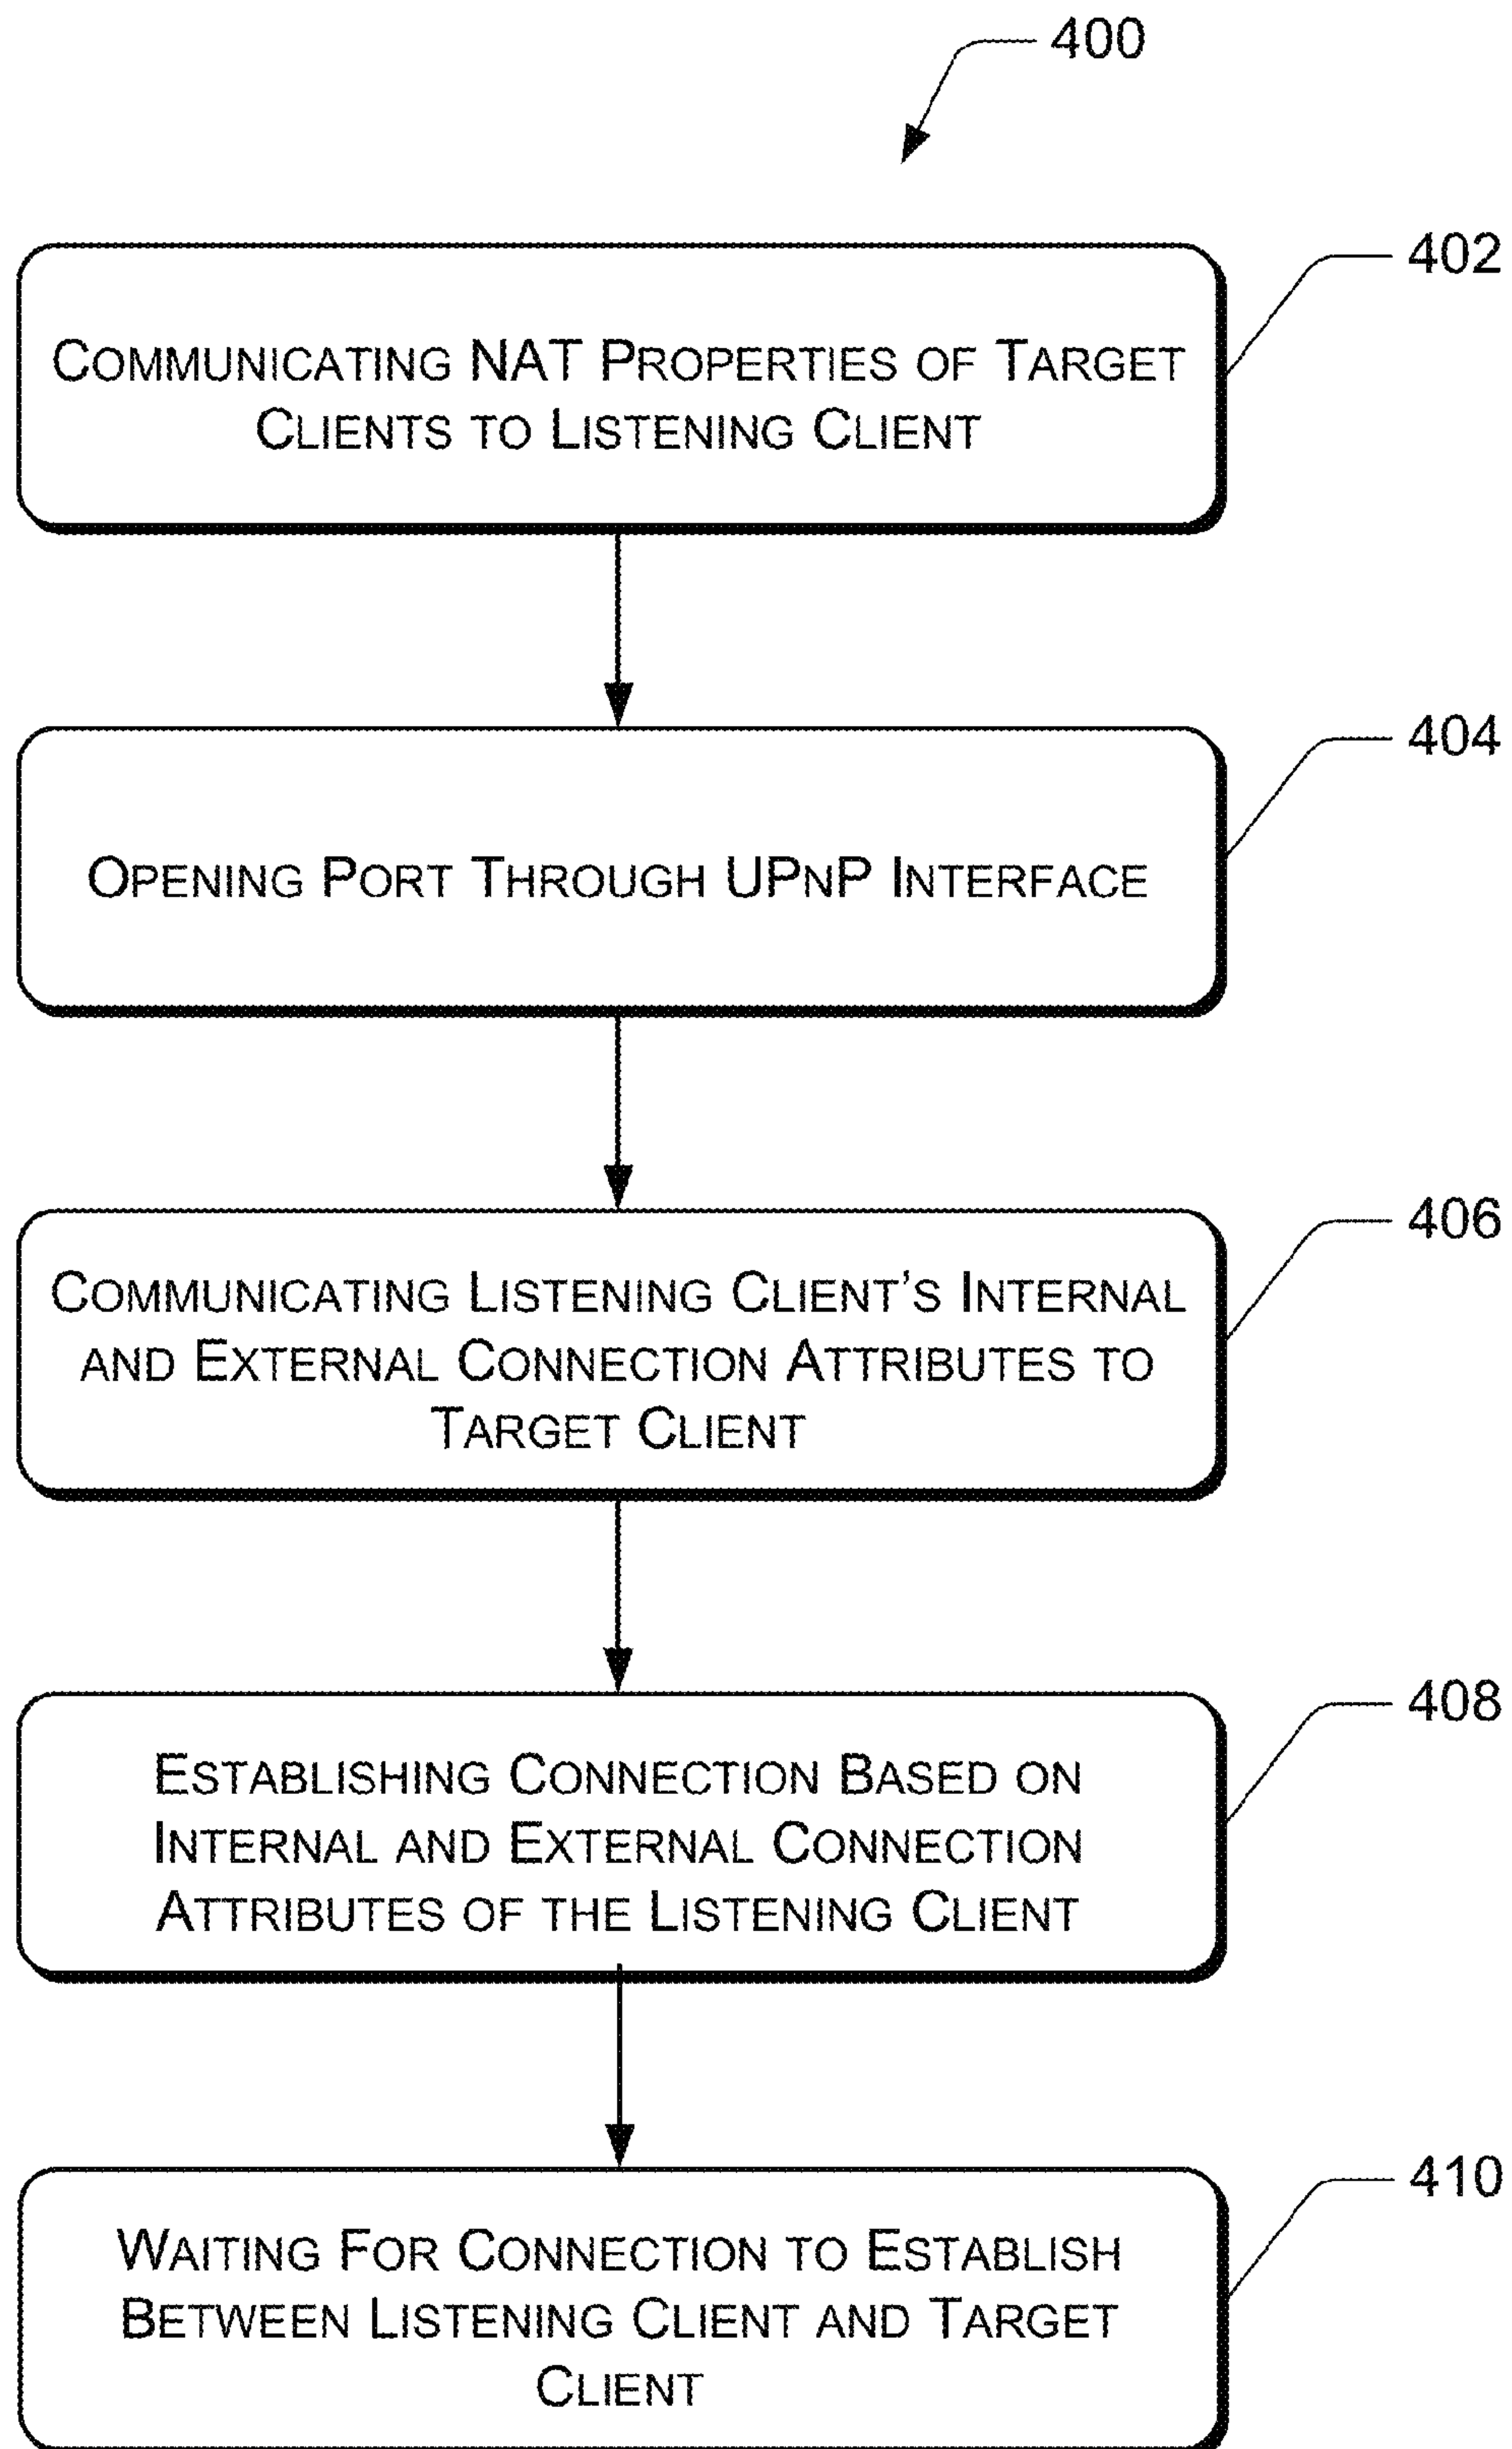 400
402
COMMUNICATING NAT PROPERTIES OF TARGET
CLIENTS TO LISTENING CLIENT
404
OPENING PORT THROUGH UPNP INTERFACE
406
COMMUNICATING LISTENING CLIENT'S INTERNAL
AND EXTERNAL CONNECTION ATTRIBUTES TO
TARGET CLIENT
408
ESTABLISHING CONNECTION BASED ON
INTERNAL AND EXTERNAL CONNECTION
ATTRIBUTES OF THE LISTENING CLIENT
410
WAITING FOR CONNECTION TO ESTABLISH
BETWEEN LISTENING CLIENT AND TARGET
CLIENT